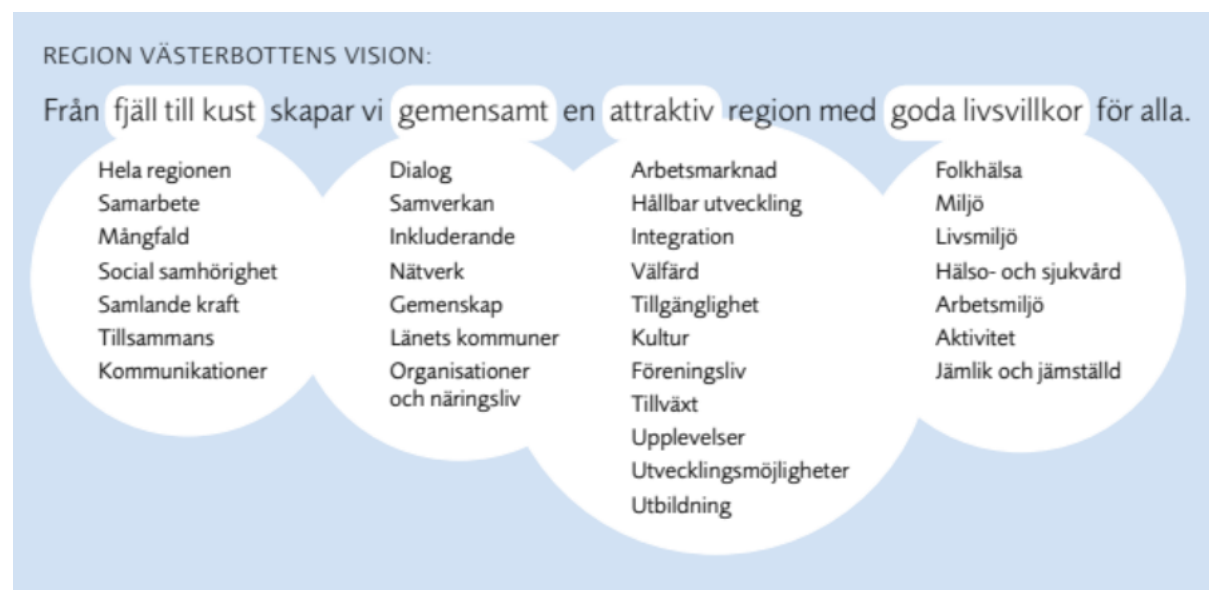 REGION VÄSTERBOTTENS VISION:
Från fjäll till kust skapar vi gemensamt en attraktiv region med goda livsvillkor för alla.
Hela regionen
Samarbete
Mångfald
Social samhörighet
Samlande kraft
Tillsammans
Kommunikationer
Dialog
Samverkan
Inkluderande
Nätverk
Gemenskap
Länets kommuner
Organisationer
och näringsliv
Arbetsmarknad
Hållbar utveckling
Integration
Välfärd
Tillgänglighet
Kultur
Föreningsliv
Tillväxt
Upplevelser
Utvecklingsmöjligheter
Utbildning
Folkhälsa
Miljö
Livsmiljö
Hälso- och sjukvård
Arbetsmiljö
Aktivitet
Jämlik och jämställd